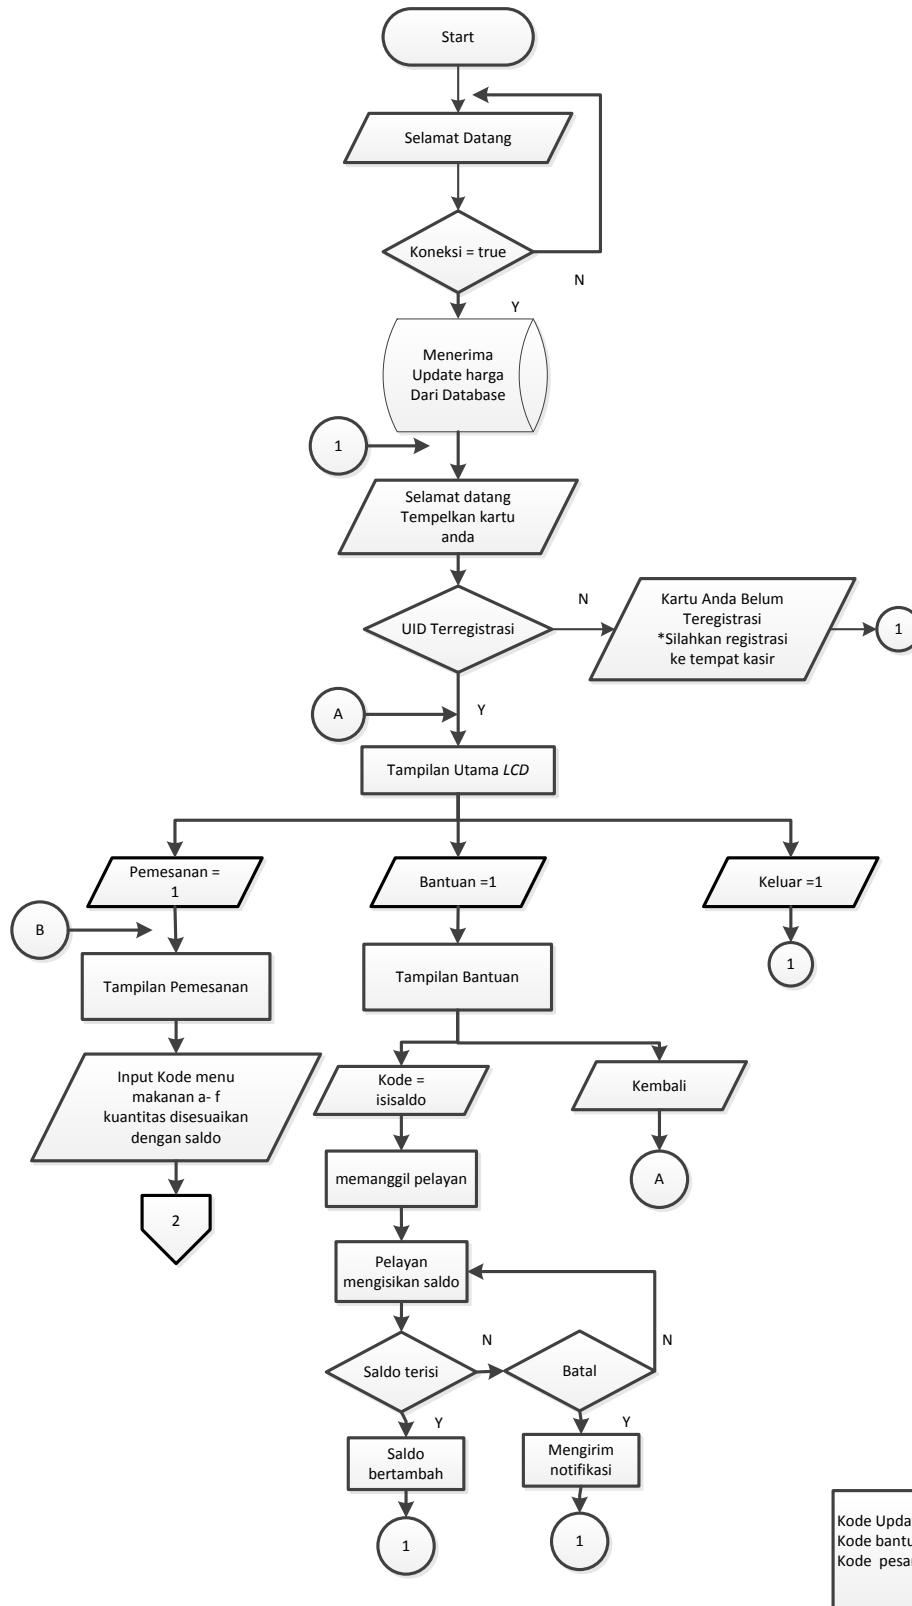 Start
Selamat Datang
Koneksi = true
N
Y
Menerima
Update harga
Dari Database
1
Selamat datang
Tempelkan kartu
anda
UID Terregistrasi
N
Kartu Anda Belum
Teregistrasi
*Silahkan registrasi
ke tempat kasir
1
A
Y
Tampilan Utama LCD
Pemesanan =
1
Bantuan =1
Keluar =1
B
1
Tampilan Pemesanan
Tampilan Bantuan
Input Kode menu
makanan a- f
kuantitas disesuaikan
dengan saldo
Kode =
isisaldo
Kembali
memanggil pelayan
A
2
Pelayan
mengisikan saldo
N
N
Saldo terisi
Batal
Y
Y
Saldo
bertambah
Mengirim
notifikasi
1
1
Kode
Kode
Kode